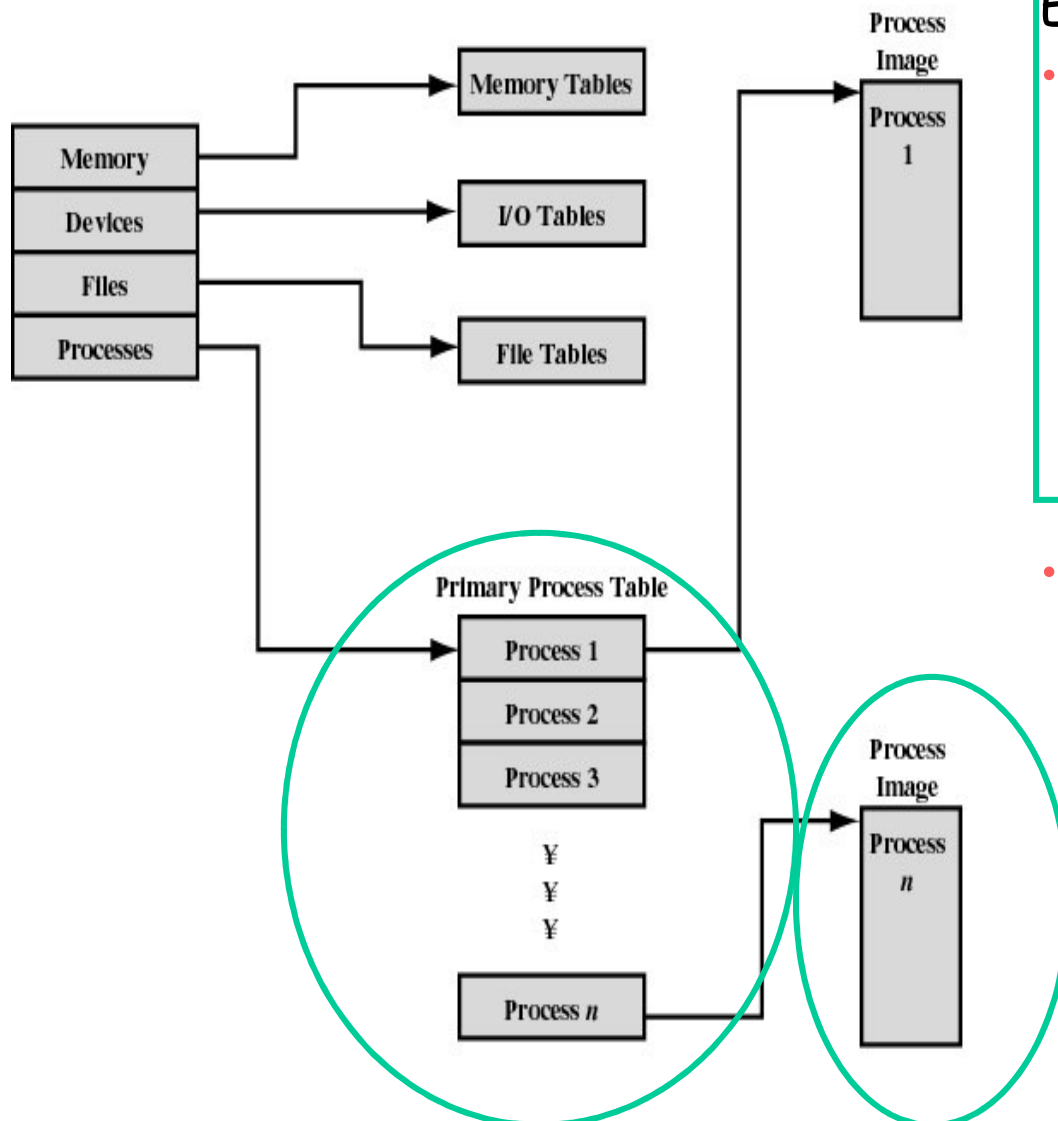 Process
Image
Memory Tables
Process
1
Memory
Devices
I/O Tables
Files
Processes
File Tables
Primary Process Table
Process 1
Process 2
Process 3
¥
¥
¥
Process n
Process
Image
Process
n